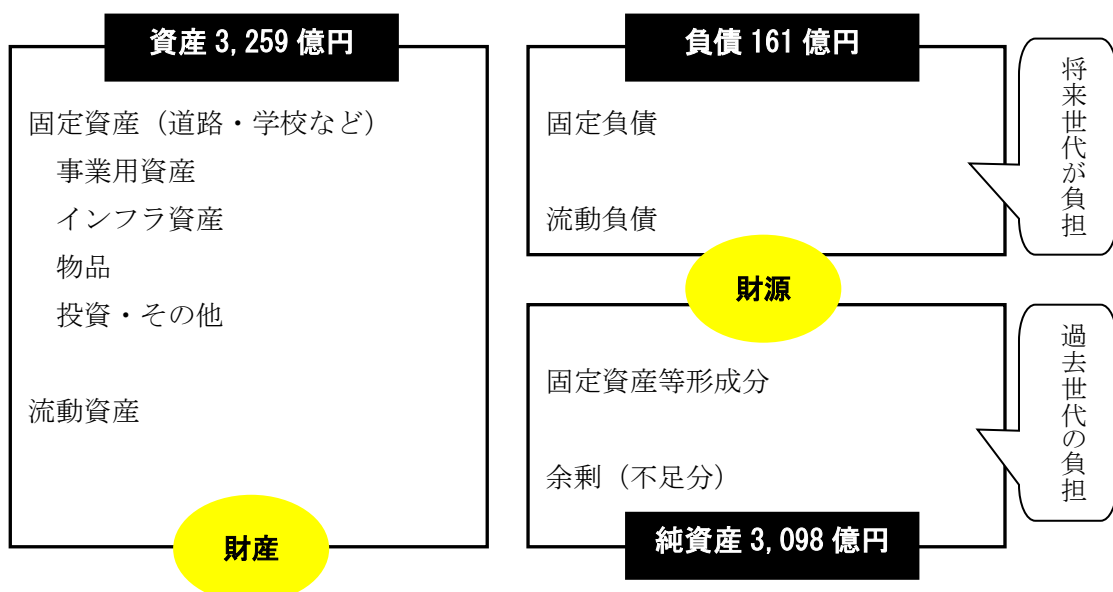 資産 3,259 億円
固定資産（道路・学校など）
事業用資産
インフラ資産
物品
投資・その他
流動資産
財産
負債 161 億円
固定負債
流動負債
将来世代が負担
財源
固定資産等形成分
余剰（不足分）
純資産 3,098 億円
過去世代の負担